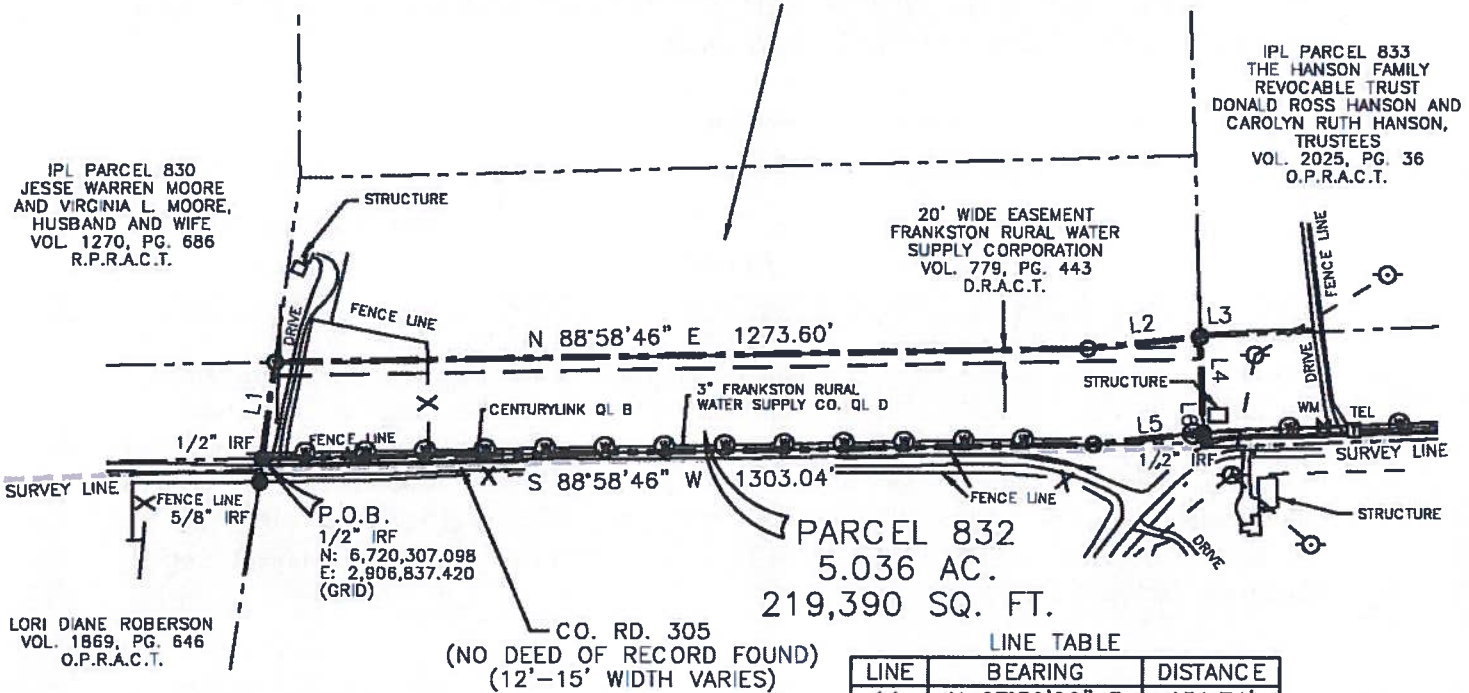 IPL PARCEL 833
THE HANSON FAMILY
REVOCABLE TRUST
DONALD ROSS HANSON AND
CAROLYN RUTH HANSON,
TRUSTEES
VOL. 2025, PG. 36
O.P.R.A.C.T.
IPL PARCEL 830
JESSE WARREN MOORE
AND VIRGINIA L. MOORE,
HUSBAND AND WIFE
VOL. 1270, PG. 686
R.P.R.A.C.T.
STRUCTURE
20' WIDE EASEMENT
FRANKSTON RURAL WATER
SUPPLY CORPORATION
VOL. 779, PG. 443
D.R.A.C.T.
FENCE LINE
DRIVE
FENCE LINE
N 88°58'46" E 1273.60'
L2
L3
L1
L4
DRIVE
STRUCTURE
CENTURYLINK QL B
3" FRANKSTON RURAL
WATER SUPPLY CO. QL D
L5
L6
WM
TEL
1/2" IRF
FENCE LINE
W W W W W W W W W W W W W W W
1/2" IRF
SURVEY LINE
SURVEY LINE
S 88°58'46" W 1303.04'
FENCE LINE
FENCE LINE
5/8" IRF
P.O.B.
1/2" IRF
N: 6,720,307.098
E: 2,906,837.420
(GRID)
PARCEL 832
5.036 AC.
219,390 SQ. FT.
STRUCTURE
DRIVE
LORI DIANE ROBERSON
VOL. 1869, PG. 646
O.P.R.A.C.T.
CO. RD. 305
(NO DEED OF RECORD FOUND)
(12'-15' WIDTH VARIES)
LINE TABLE
LINE BEARING DISTANCE